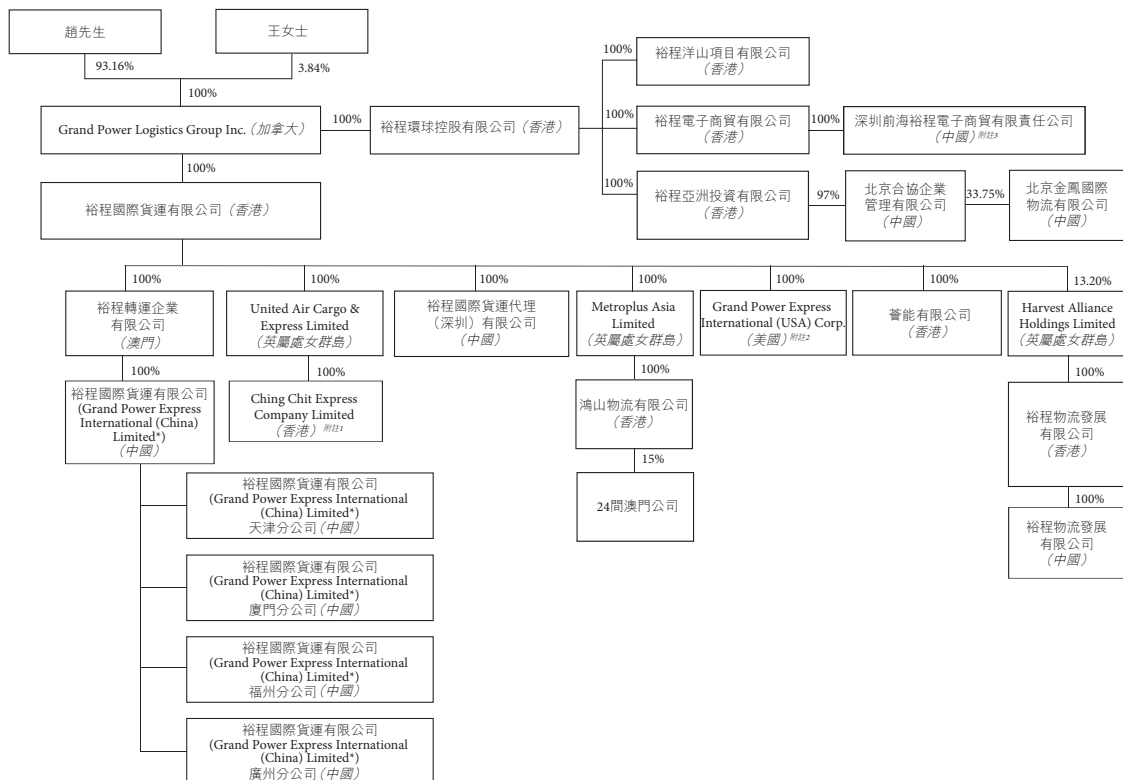 趙先生
王女士
93.16%
3.84%
100%
Grand Power Logistics Group Inc.（加拿大）
100%
裕程環球控股有限公司（香港）
100%
裕程洋山項目有限公司
（香港）
100%
裕程電子商貿有限公司
（香港）
100%
深圳前海裕程電子商貿有限責任公司
（中國）附註3
100%
裕程亞洲投資有限公司
（香港）
97%
北京合協企業
管理有限公司
（中國）
33.75%
北京金鳳國際
物流有限公司
（中國）
100%
裕程國際貨運有限公司（香港）
100%
裕程轉運企業
有限公司
（澳門）
100%
United Air Cargo &
Express Limited
（英屬處女群島）
100%
裕程國際貨運代理
（深圳）有限公司
（中國）
100%
Metroplus Asia
Limited
（英屬處女群島）
100%
Grand Power Express
International (USA) Corp.
（美國）附註2
100%
薈能有限公司
（香港）
13.20%
Harvest Alliance
Holdings Limited
（英屬處女群島）
100%
裕程國際貨運有限公司
(Grand Power Express
International (China)
Limited*)
（中國）
100%
Ching Chit Express
Company Limited
（香港）附註1
100%
鴻山物流有限公司
（香港）
15%
24間澳門公司
100%
裕程物流發展
有限公司
（香港）
100%
裕程物流發展
有限公司
（中國）
裕程國際貨運有限公司
(Grand Power Express International
(China) Limited*)
天津分公司（中國）
裕程國際貨運有限公司
(Grand Power Express International
(China) Limited*)
廈門分公司（中國）
裕程國際貨運有限公司
(Grand Power Express International
(China) Limited*)
福州分公司（中國）
裕程國際貨運有限公司
(Grand Power Express International
(China) Limited*)
廣州分公司（中國）